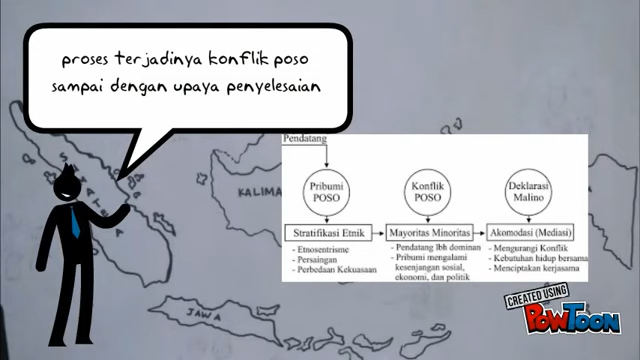 proses terjadinya konflik poso
sampai dengan upaya penyelesaian
Pendatang
Pribumi
POSO
Konflik
POSO
Deklarasi
Malino
Stratifikasi Etnik
Mayoritas Minoritas
Akomodasi (Mediasi)
- Etnosentrisme
- Persaingan
- Perbedaan Kekuasaan
- Pendatang lbh dominan
- Pribumi mengalami
kesenjangan sosial,
ekonomi, dan politik
- Mengurangi Konflik
- Kebutuhan hidup bersama
- Menciptakan kerjasama
SUMATERA
KALIMA
JAWA
CREATED USING
POWTOON